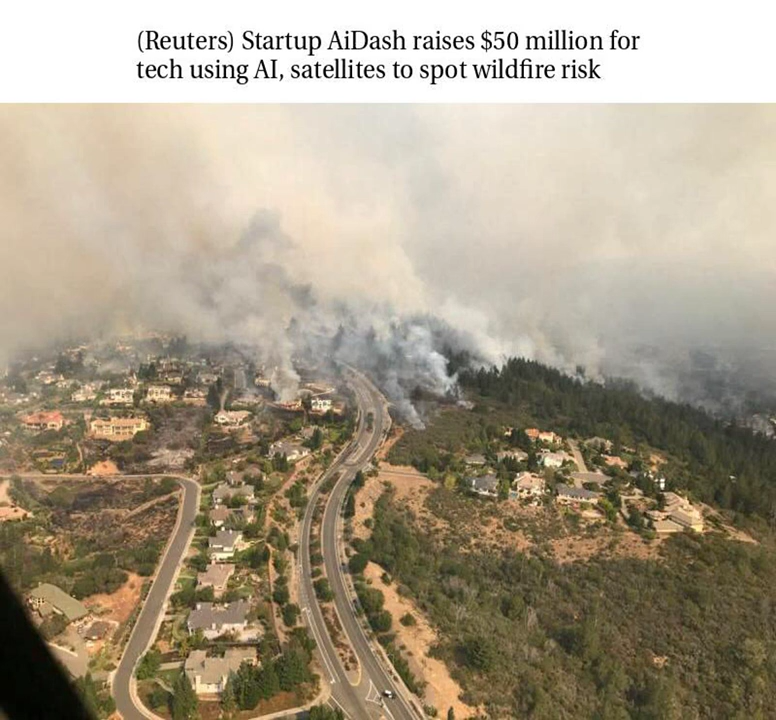 (Reuters) Startup AiDash raises $50 million for
tech using AI, satellites to spot wildfire risk